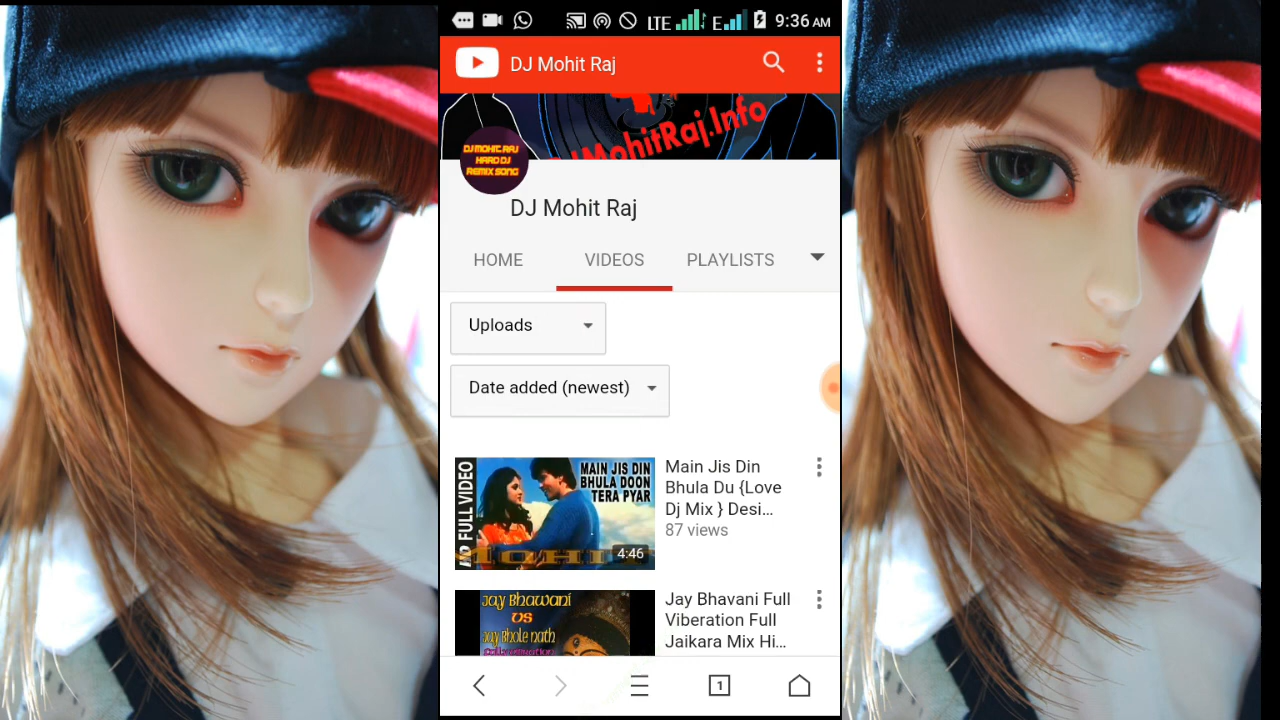 LTE E 9:36 AM
DJ Mohit Raj
DJMohitRaj.Info
DJ MOHIT RAJ
HARD DJ
REMIX SONG
DJ Mohit Raj
HOME VIDEOS PLAYLISTS
Uploads
Date added (newest)
HD FULL VIDEO
MAIN JIS DIN
BHULA DOON
TERA PYAR
MOHI
4:46
Main Jis Din
Bhula Du {Love
Dj Mix } Desi...
87 views
Jay Bhawani
VS
Jay Bhole nath
Jay Bhavani Full
Viberation Full
Jaikara Mix Hi...
1